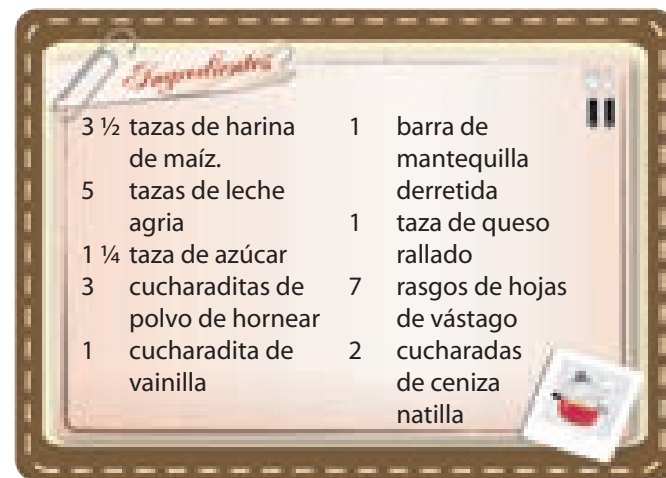 Ingredientes
3 ½ tazas de harina
de maíz.
5 tazas de leche
agria
1 ¼ taza de azúcar
3 cucharaditas de
polvo de hornear
1 cucharadita de
vainilla
1 barra de
mantequilla
derretida
1 taza de queso
rallado
7 rasgos de hojas
de vástago
2 cucharadas
de ceniza
natilla